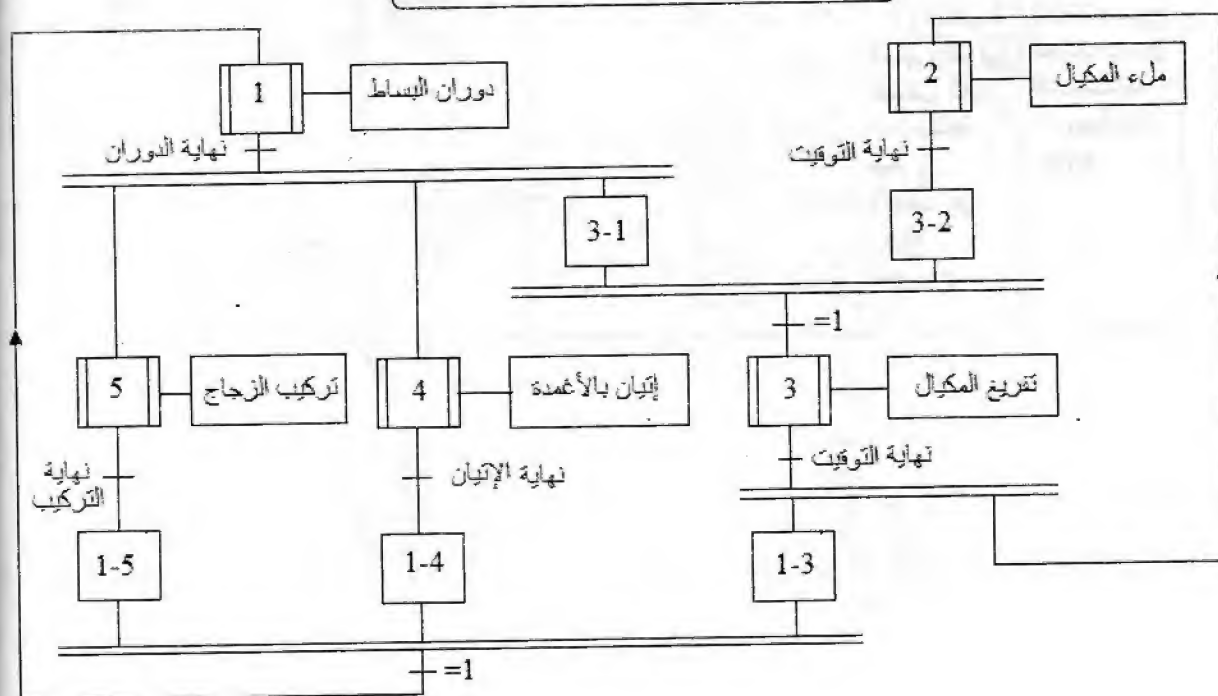 1
دوران البساط
2
ملء المكيال
نهاية الدوران
نهاية التوقيت
3-1
3-2
=1
5
تركيب الزجاج
4
إتيان بالأغمدة
3
تفريغ المكيال
نهاية
التركيب
نهاية الإتيان
نهاية التوقيت
1-5
1-4
1-3
=1